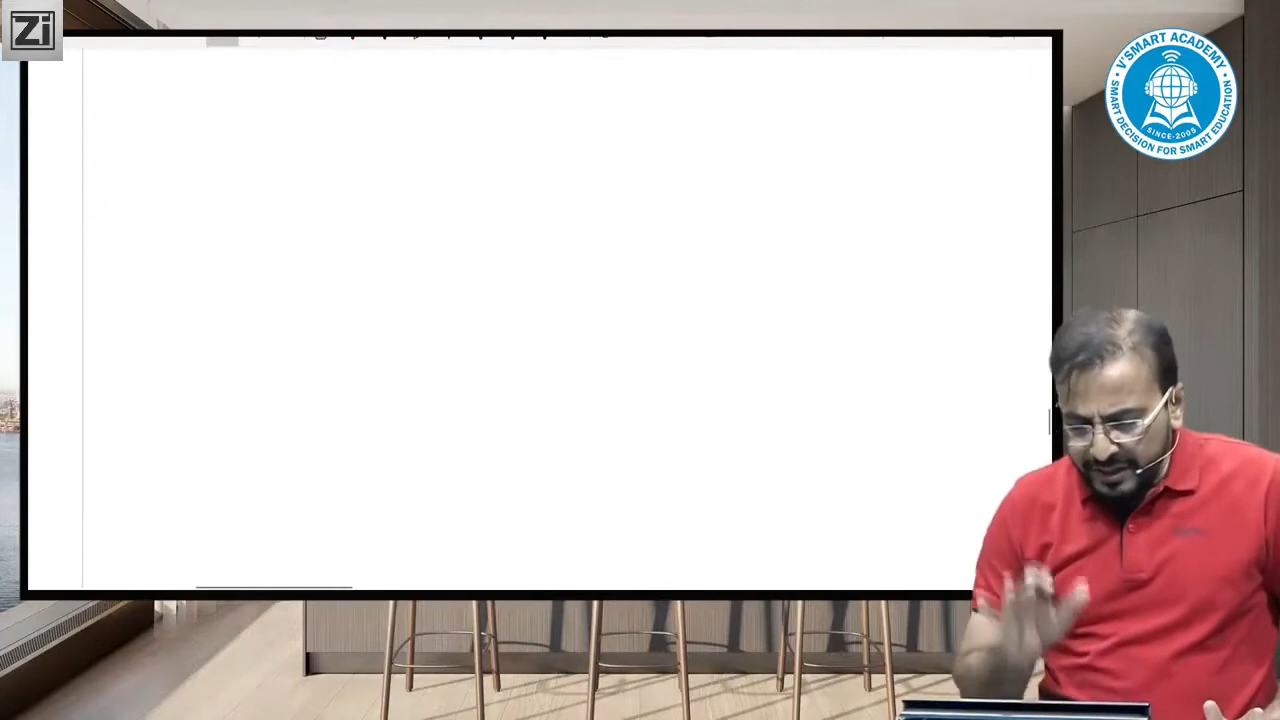 Zi
V'SMART ACADEMY
SMART DECISION FOR SMART EDUCATION
SINCE-2005